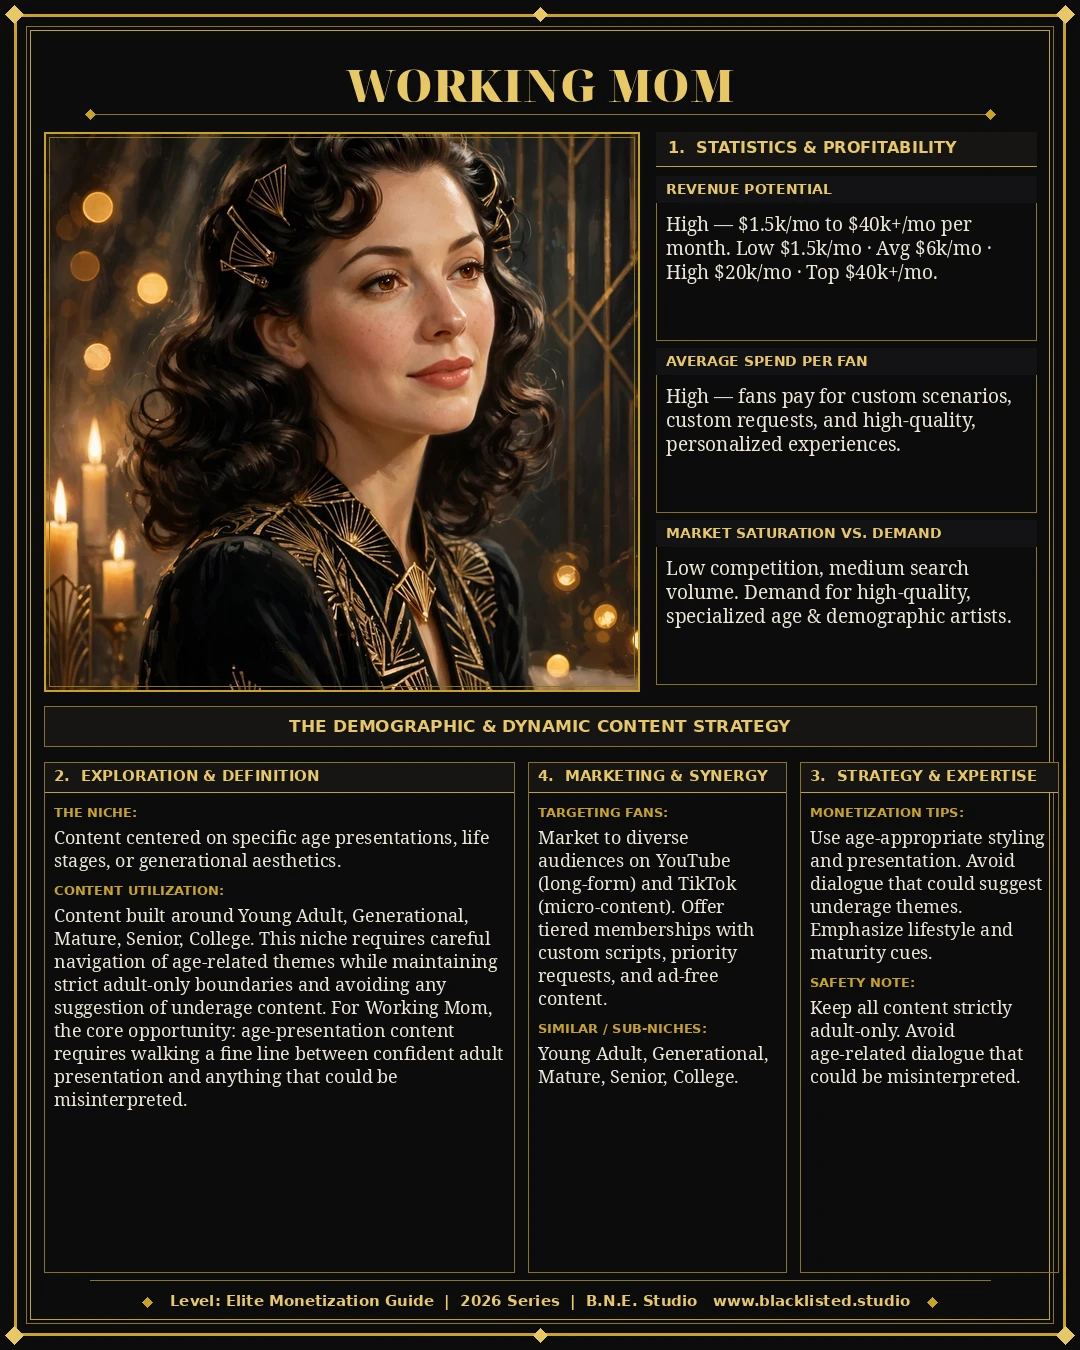 WORKING MOM
1. STATISTICS & PROFITABILITY
REVENUE POTENTIAL
High — $1.5k/mo to $40k+/mo per
month. Low $1.5k/mo · Avg $6k/mo ·
High $20k/mo · Top $40k+/mo.
AVERAGE SPEND PER FAN
High — fans pay for custom scenarios,
custom requests, and high-quality,
personalized experiences.
MARKET SATURATION VS. DEMAND
Low competition, medium search
volume. Demand for high-quality,
specialized age & demographic artists.
THE DEMOGRAPHIC & DYNAMIC CONTENT STRATEGY
2. EXPLORATION & DEFINITION
THE NICHE:
Content centered on specific age presentations, life
stages, or generational aesthetics.
CONTENT UTILIZATION:
Content built around Young Adult, Generational,
Mature, Senior, College. This niche requires careful
navigation of age-related themes while maintaining
strict adult-only boundaries and avoiding any
suggestion of underage content. For Working Mom,
the core opportunity: age-presentation content
requires walking a fine line between confident adult
presentation and anything that could be
misinterpreted.
4. MARKETING & SYNERGY
TARGETING FANS:
Market to diverse
audiences on YouTube
(long-form) and TikTok
(micro-content). Offer
tiered memberships with
custom scripts, priority
requests, and ad-free
content.
SIMILAR / SUB-NICHES:
Young Adult, Generational,
Mature, Senior, College.
3. STRATEGY & EXPERTISE
MONETIZATION TIPS:
Use age-appropriate styling
and presentation. Avoid
dialogue that could suggest
underage themes.
Emphasize lifestyle and
maturity cues.
SAFETY NOTE:
Keep all content strictly
adult-only. Avoid
age-related dialogue that
could be misinterpreted.
Level: Elite Monetization Guide | 2026 Series | B.N.E. Studio www.blacklisted.studio